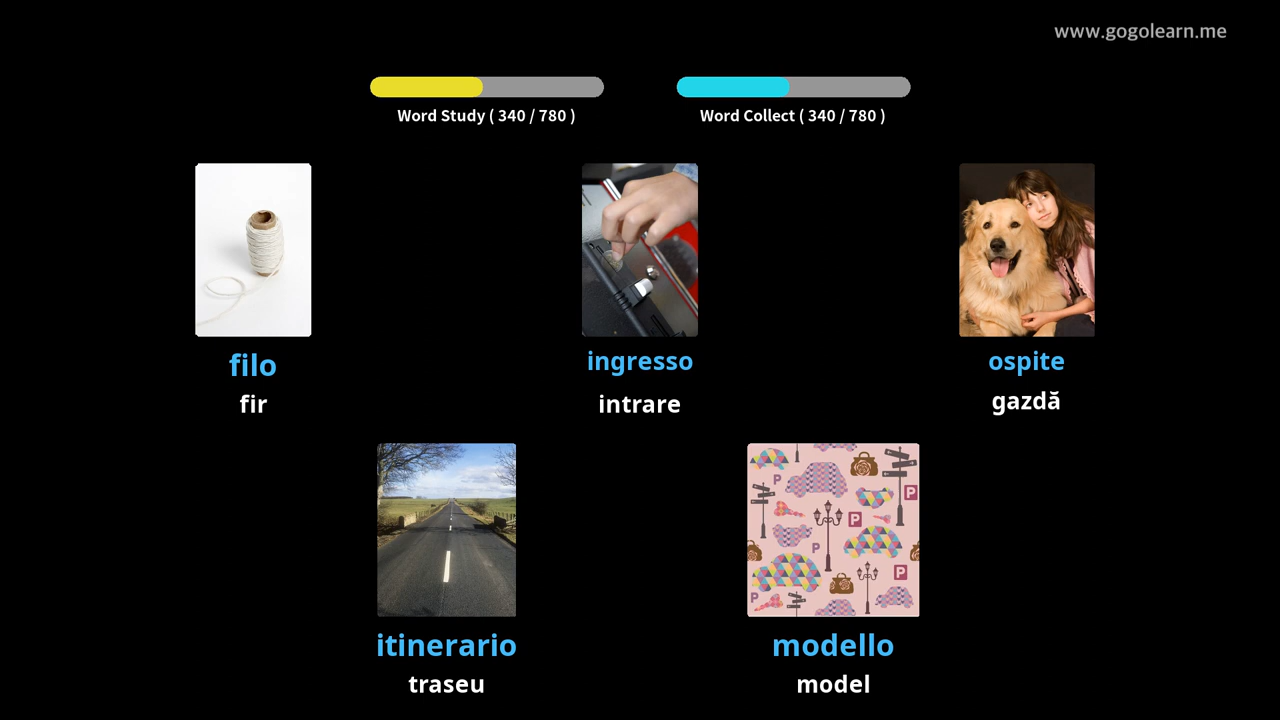 www.gogolearn.me
Word Study ( 340 / 780 )
Word Collect ( 340 / 780 )
filo
fir
ingresso
intrare
ospite
gazdă
itinerario
traseu
modello
model
P
P
P
P
P
P